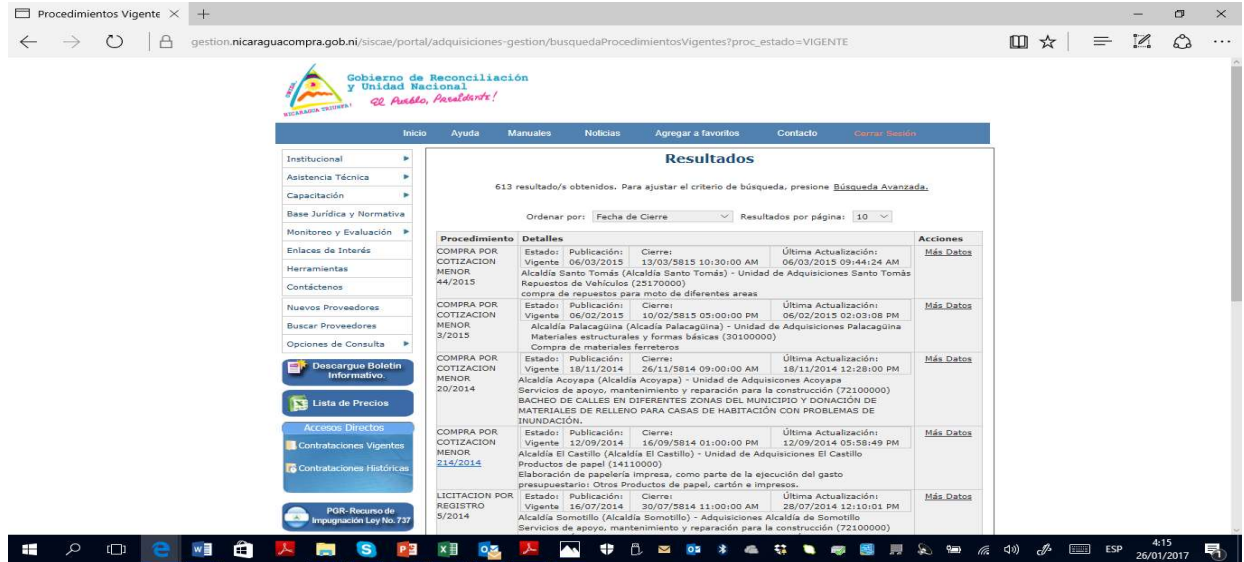 Procedimientos Vigente
gestion.nicaraguacompra.gob.ni/siscae/portal/adquisiciones-gestion/busquedaProcedimientosVigentes?proc_estado=VIGENTE
Gobierno de Reconciliación
y Unidad Nacional
El Pueblo, Presidente!
NICARAGUA TRIUNFA!
Inicio Ayuda Manuales Noticias Agregar a favoritos Contacto Cerrar Sesión
Institucional
Asistencia Técnica
Capacitación
Base Jurídica y Normativa
Monitoreo y Evaluación
Enlaces de Interés
Herramientas
Contáctenos
Nuevos Proveedores
Buscar Proveedores
Opciones de Consulta
Descargue Boletin
Informativo.
Lista de Precios
Accesos Directos
Contrataciones Vigentes
Contrataciones Históricas
PGR-Recurso de
Impugnación Ley No. 737
Resultados
613 resultado/s obtenidos. Para ajustar el criterio de búsqueda, presione Búsqueda Avanzada.
Ordenar por: Fecha de Cierre Resultados por página: 10
Procedimiento Detalles Acciones
COMPRA POR
COTIZACION
MENOR
44/2015
Estado: Publicación: Cierre: Última Actualización:
Vigente 06/03/2015 13/03/5815 10:30:00 AM 06/03/2015 09:44:24 AM
Alcaldía Santo Tomás (Alcaldía Santo Tomás) - Unidad de Adquisiciones Santo Tomàs
Repuestos de Vehículos (25170000)
compra de repuestos para moto de diferentes areas
Más Datos
COMPRA POR
COTIZACION
MENOR
3/2015
Estado: Publicación: Cierre: Última Actualización:
Vigente 06/02/2015 10/02/5815 05:00:00 PM 06/02/2015 02:03:08 PM
Alcaldía Palacagüina (Alcadía Palacagüina) - Unidad de Adquisiciones Palacagüina
Materiales estructurales y formas básicas (30100000)
Compra de materiales ferreteros
Más Datos
COMPRA POR
COTIZACION
MENOR
20/2014
Estado: Publicación: Cierre: Última Actualización:
Vigente 18/11/2014 26/11/5814 09:00:00 AM 18/11/2014 12:28:00 PM
Alcaldía Acoyapa (Alcaldía Acoyapa) - Unidad de Adquisicones Acoyapa
Servicios de apoyo, mantenimiento y reparación para la construcción (72100000)
BACHEO DE CALLES EN DIFERENTES ZONAS DEL MUNICIPIO Y DONACIÓN DE
MATERIALES DE RELLENO PARA CASAS DE HABITACIÓN CON PROBLEMAS DE
INUNDACIÓN.
Más Datos
COMPRA POR
COTIZACION
MENOR
214/2014
Estado: Publicación: Cierre: Última Actualización:
Vigente 12/09/2014 16/09/5814 01:00:00 PM 12/09/2014 05:58:49 PM
Alcaldía El Castillo (Alcaldía El Castillo) - Unidad de Adquisiciones El Castillo
Productos de papel (14110000)
Elaboración de papelería impresa, como parte de la ejecución del gasto
presupuestario: Otros Productos de papel, cartón e impresos.
Más Datos
LICITACION POR
REGISTRO
5/2014
Estado: Publicación: Cierre: Última Actualización:
Vigente 16/07/2014 30/07/5814 11:00:00 AM 28/07/2014 12:10:01 PM
Alcaldía Somotillo (Alcaldía Somotillo) - Adquisiciones Alcaldía de Somotillo
Servicios de apoyo, mantenimiento y reparación para la construcción (72100000)
Más Datos
ESP
4:15
26/01/2017